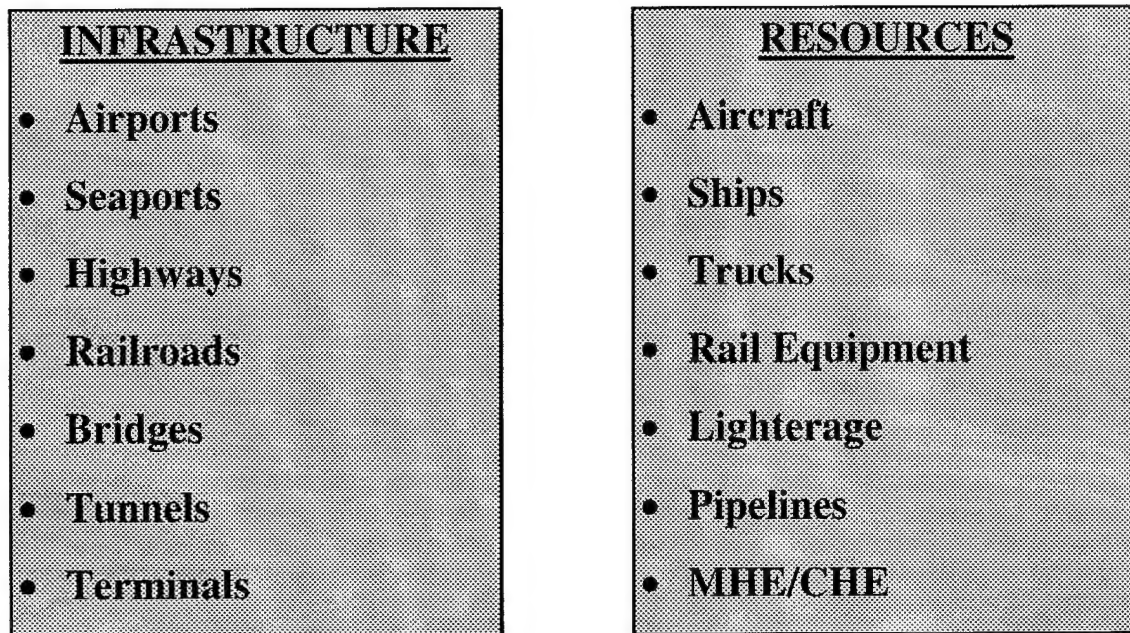 INFRASTRUCTURE
• Airports
• Seaports
• Highways
• Railroads
• Bridges
• Tunnels
• Terminals
RESOURCES
• Aircraft
• Ships
• Trucks
• Rail Equipment
• Lighterage
• Pipelines
• MHE/CHE